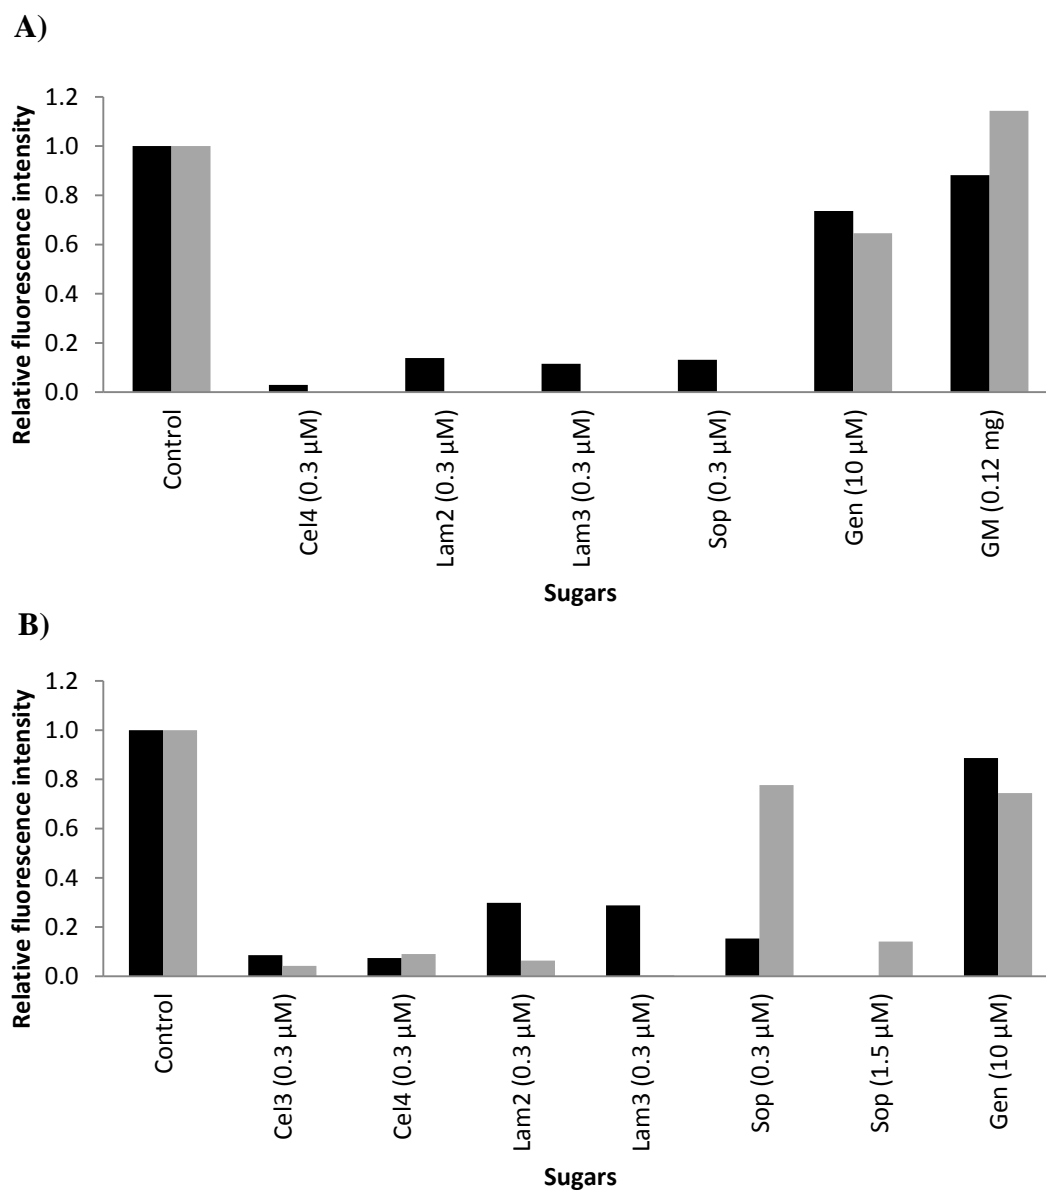 A)
Relative fluorescence intensity
1.2
1.0
0.8
0.6
0.4
0.2
0.0
Control
Cel4 (0.3 μM)
Lam2 (0.3 μM)
Lam3 (0.3 μM)
Sop (0.3 μM)
Gen (10 μM)
GM (0.12 mg)
Sugars
B)
Relative fluorescence intensity
1.2
1.0
0.8
0.6
0.4
0.2
0.0
Control
Cel3 (0.3 μM)
Cel4 (0.3 μM)
Lam2 (0.3 μM)
Lam3 (0.3 μM)
Sop (0.3 μM)
Sop (1.5 μM)
Gen (10 μM)
Sugars